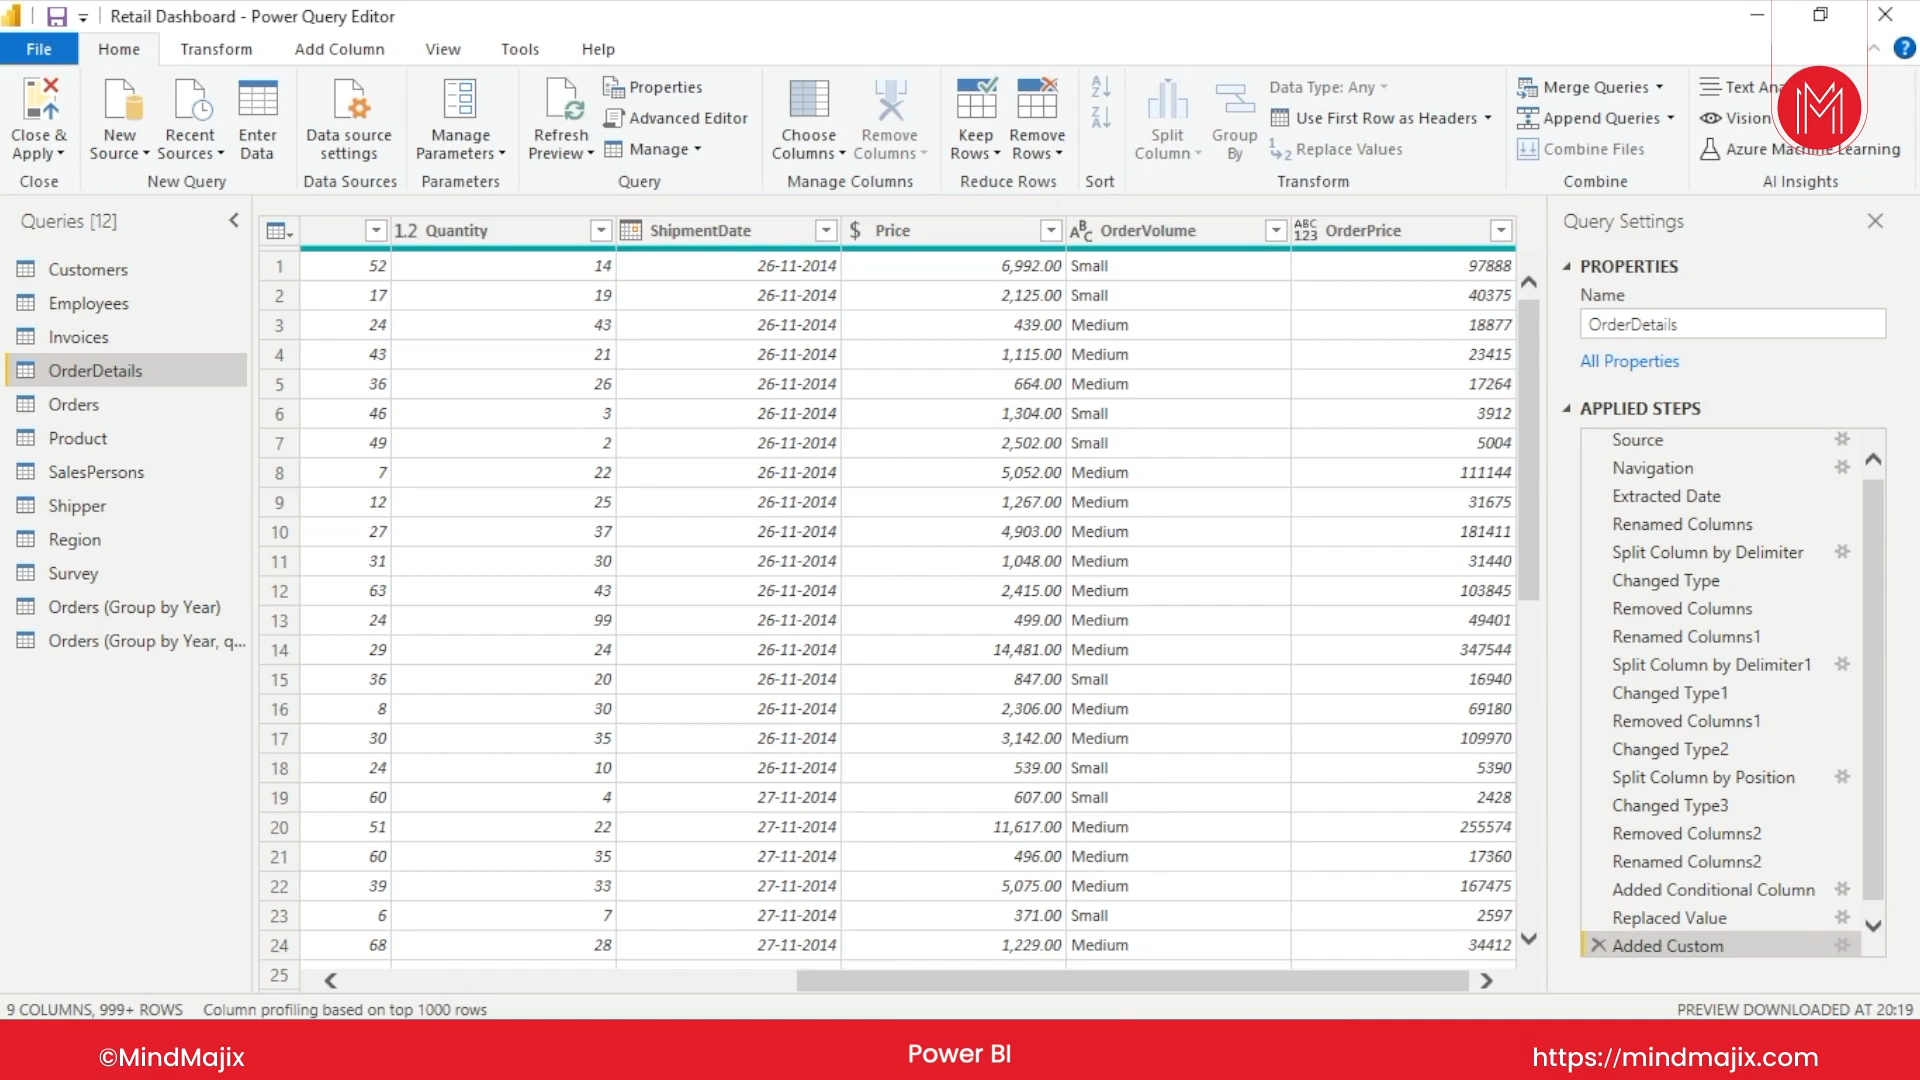 Retail Dashboard - Power Query Editor
File Home Transform Add Column View Tools Help
Close & Apply
Close
New Source
Recent Sources
Enter Data
New Query
Data source settings
Data Sources
Manage Parameters
Parameters
Refresh Preview
Properties
Advanced Editor
Manage
Query
Choose Columns
Remove Columns
Manage Columns
Keep Rows
Remove Rows
Reduce Rows
Sort
Split Column
Group By
Data Type: Any
Use First Row as Headers
Replace Values
Transform
Merge Queries
Append Queries
Combine Files
Combine
Text Ana
Vision
Azure Machine Learning
AI Insights
Queries [12]
Customers
Employees
Invoices
OrderDetails
Orders
Product
SalesPersons
Shipper
Region
Survey
Orders (Group by Year)
Orders (Group by Year, q...
1.2 Quantity ShipmentDate $ Price ABC OrderVolume ABC 123 OrderPrice
1 52 14 26-11-2014 6,992.00 Small 97888
2 17 19 26-11-2014 2,125.00 Small 40375
3 24 43 26-11-2014 439.00 Medium 18877
4 43 21 26-11-2014 1,115.00 Medium 23415
5 36 26 26-11-2014 664.00 Medium 17264
6 46 3 26-11-2014 1,304.00 Small 3912
7 49 2 26-11-2014 2,502.00 Small 5004
8 7 22 26-11-2014 5,052.00 Medium 111144
9 12 25 26-11-2014 1,267.00 Medium 31675
10 27 37 26-11-2014 4,903.00 Medium 181411
11 31 30 26-11-2014 1,048.00 Medium 31440
12 63 43 26-11-2014 2,415.00 Medium 103845
13 24 99 26-11-2014 499.00 Medium 49401
14 29 24 26-11-2014 14,481.00 Medium 347544
15 36 20 26-11-2014 847.00 Small 16940
16 8 30 26-11-2014 2,306.00 Medium 69180
17 30 35 26-11-2014 3,142.00 Medium 109970
18 24 10 26-11-2014 539.00 Small 5390
19 60 4 27-11-2014 607.00 Small 2428
20 51 22 27-11-2014 11,617.00 Medium 255574
21 60 35 27-11-2014 496.00 Medium 17360
22 39 33 27-11-2014 5,075.00 Medium 167475
23 6 7 27-11-2014 371.00 Small 2597
24 68 28 27-11-2014 1,229.00 Medium 34412
25
Query Settings
PROPERTIES
Name
OrderDetails
All Properties
APPLIED STEPS
Source
Navigation
Extracted Date
Renamed Columns
Split Column by Delimiter
Changed Type
Removed Columns
Renamed Columns1
Split Column by Delimiter1
Changed Type1
Removed Columns1
Changed Type2
Split Column by Position
Changed Type3
Removed Columns2
Renamed Columns2
Added Conditional Column
Replaced Value
Added Custom
9 COLUMNS, 999+ ROWS Column profiling based on top 1000 rows
PREVIEW DOWNLOADED AT 20:19
©MindMajix
Power BI
https://mindmajix.com